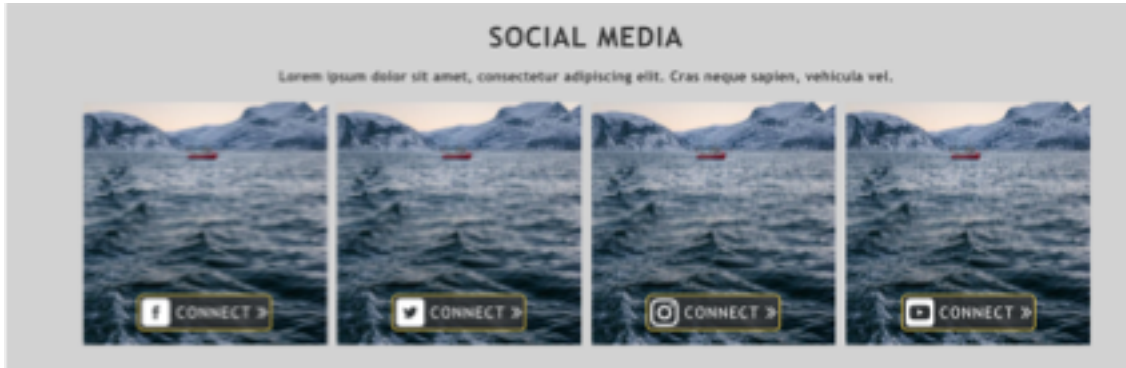 SOCIAL MEDIA
Lorem ipsum dolor sit amet, consectetur adipiscing elit. Cras neque sapien, vehicula vel.
CONNECT »
CONNECT »
CONNECT »
CONNECT »